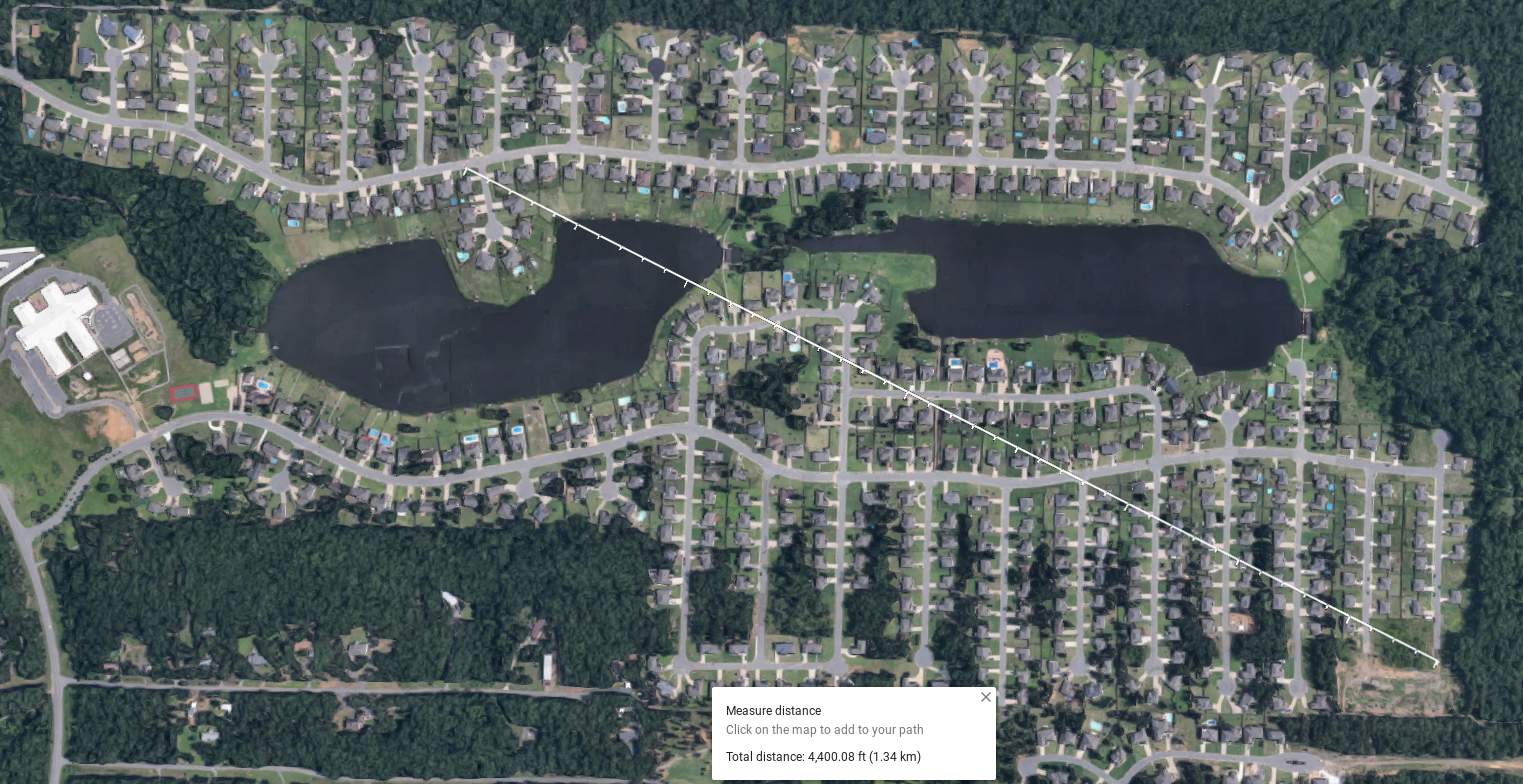 Measure distance
Click on the map to add to your path
Total distance: 4,400.08 ft (1.34 km)